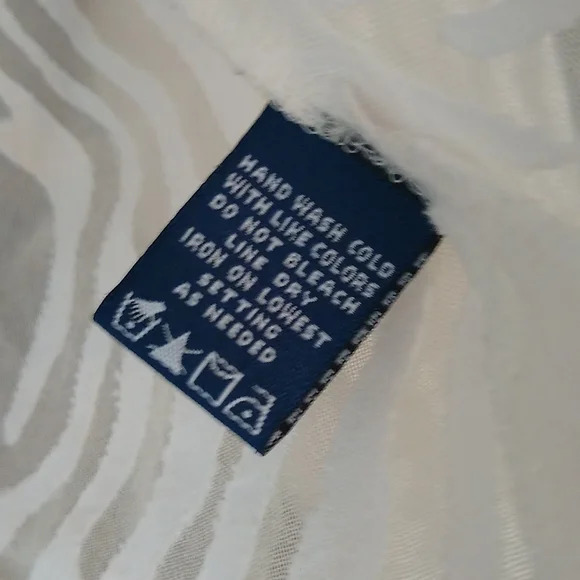 HAND WASH COLD
WITH LIKE COLORS
DO NOT BLEACH
LINE DRY
IRON ON LOWEST
SETTING
AS NEEDED